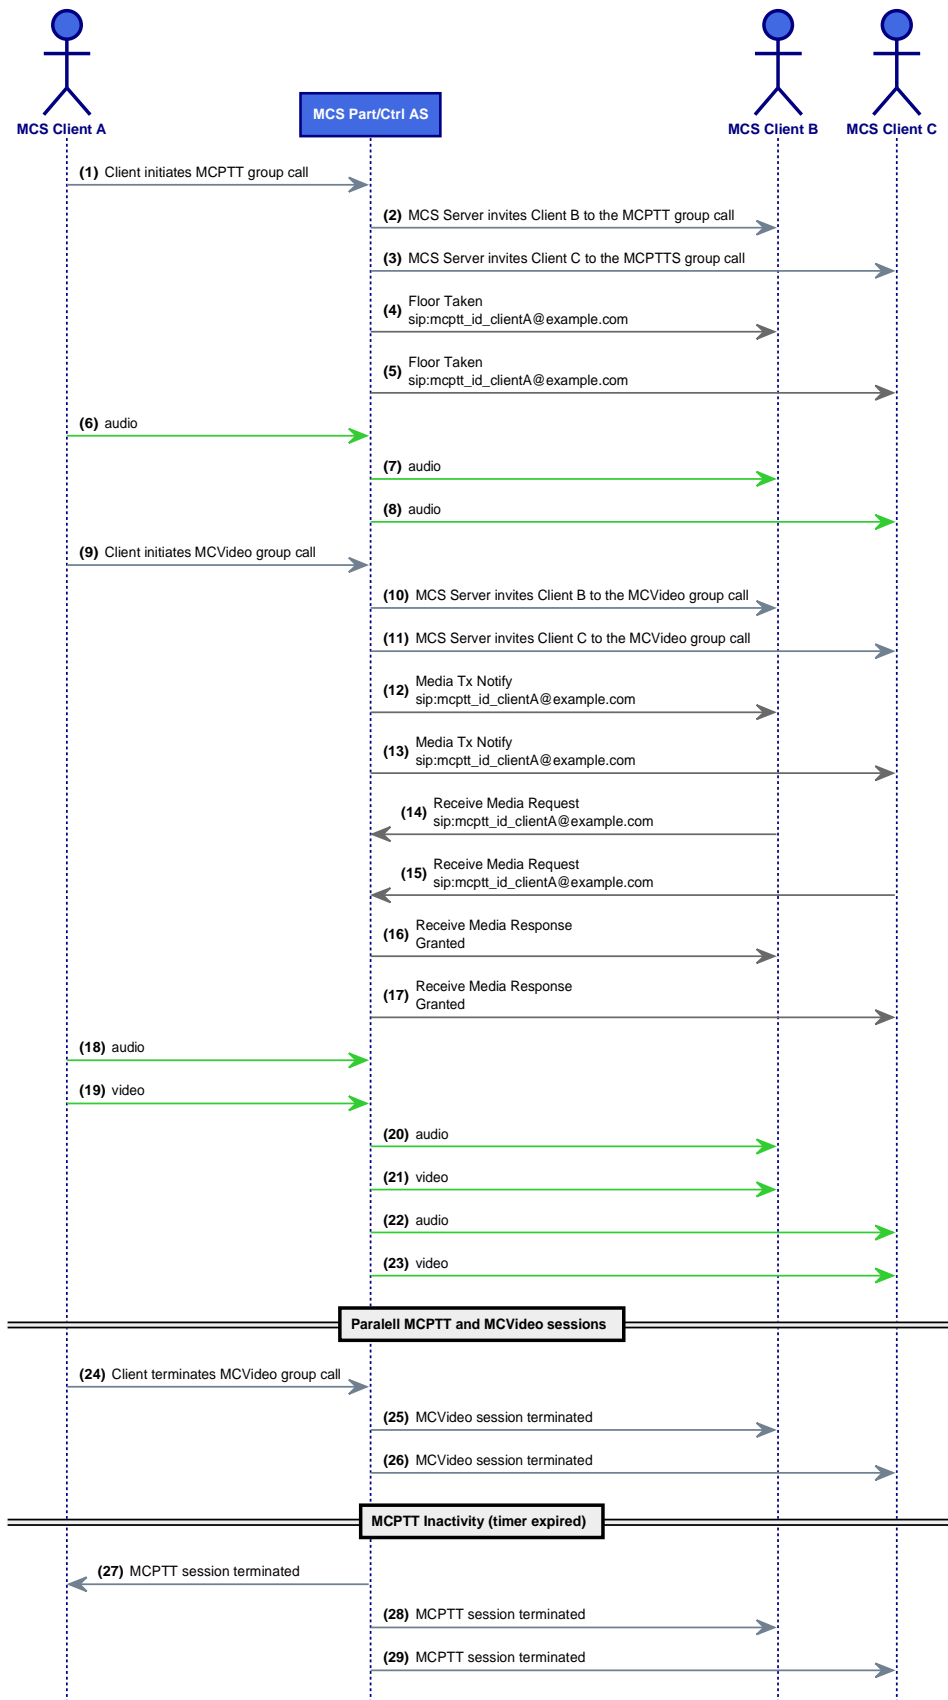 MCS Client A
MCS Part/Ctrl AS
MCS Client B
MCS Client C
(1) Client initiates MCPTT group call
(2) MCS Server invites Client B to the MCPTT group call
(3) MCS Server invites Client C to the MCPTTS group call
(4) Floor Taken
sip:mcptt_id_clientA@example.com
(5) Floor Taken
sip:mcptt_id_clientA@example.com
(6) audio
(7) audio
(8) audio
(9) Client initiates MCVideo group call
(10) MCS Server invites Client B to the MCVideo group call
(11) MCS Server invites Client C to the MCVideo group call
(12) Media Tx Notify
sip:mcptt_id_clientA@example.com
(13) Media Tx Notify
sip:mcptt_id_clientA@example.com
(14) Receive Media Request
sip:mcptt_id_clientA@example.com
(15) Receive Media Request
sip:mcptt_id_clientA@example.com
(16) Receive Media Response
Granted
(17) Receive Media Response
Granted
(18) audio
(19) video
(20) audio
(21) video
(22) audio
(23) video
Paralell MCPTT and MCVideo sessions
(24) Client terminates MCVideo group call
(25) MCVideo session terminated
(26) MCVideo session terminated
MCPTT Inactivity (timer expired)
(27) MCPTT session terminated
(28) MCPTT session terminated
(29) MCPTT session terminated